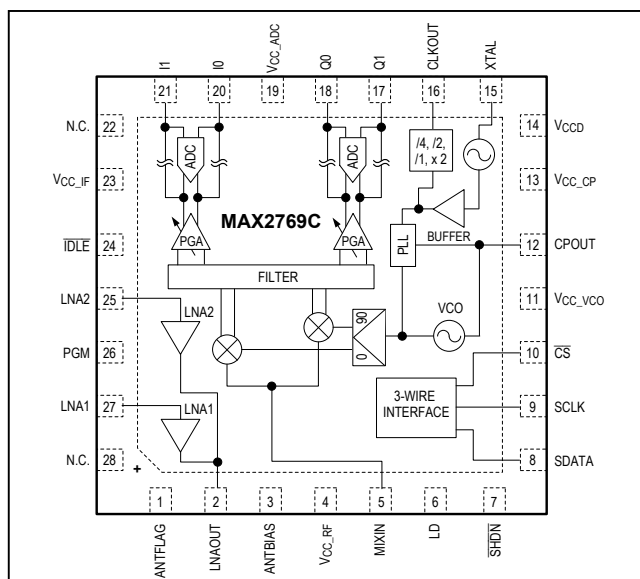 I1
I0
VCC_ADC
Q0
Q1
CLKOUT
XTAL
21
20
19
18
17
16
15
N.C.
22
ADC
ADC
/4, /2,
/1, x 2
14
VCCD
VCC_IF
23
13
VCC_CP
MAX2769C
IDLE
24
PGA
PGA
PLL
BUFFER
12
CPOUT
FILTER
LNA2
25
LNA2
0
90
VCO
11
VCC_VCO
PGM
26
10
CS
LNA1
27
LNA1
3-WIRE
INTERFACE
9
SCLK
N.C.
28
+
8
SDATA
1
2
3
4
5
6
7
ANTFLAG
LNAOUT
ANTBIAS
VCC_RF
MIXIN
LD
SHDN